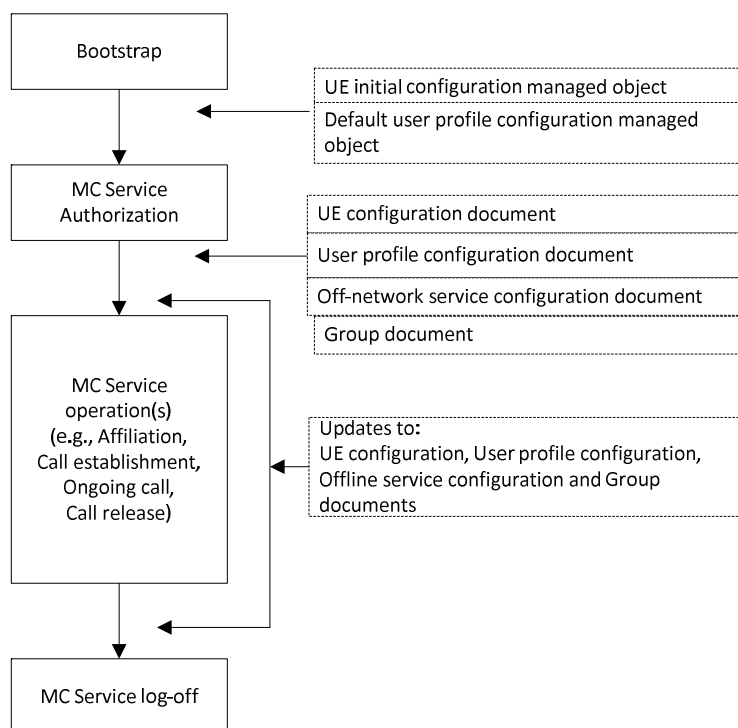 Bootstrap
UE initial configuration managed object
Default user profile configuration managed
object
MC Service
Authorization
UE configuration document
User profile configuration document
Off-network service configuration document
Group document
MC Service
operation(s)
(e.g., Affiliation,
Call establishment,
Ongoing call,
Call release)
Updates to:
UE configuration, User profile configuration,
Offline service configuration and Group
documents
MC Service log-off